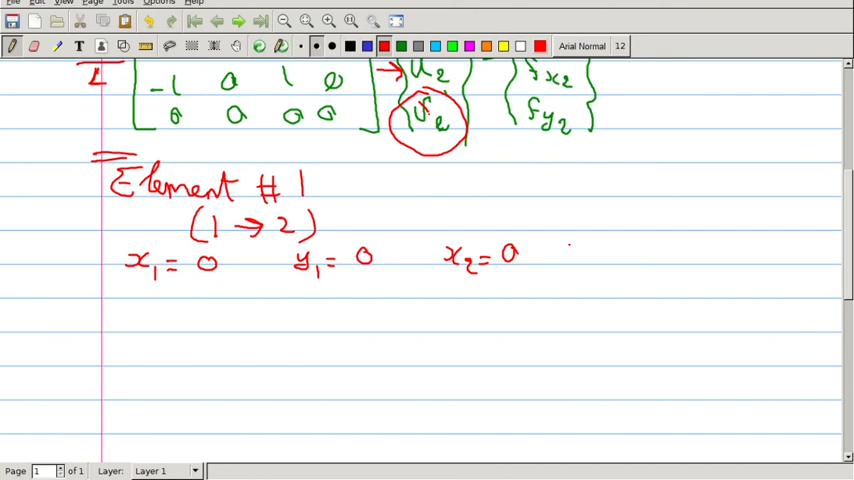 File Edit View Page Tools Options Help
T Arial Normal 12
1 -1 0 1 0 u2 = fx2
0 0 0 0 v2 fy2
Element # 1
(1 → 2)
x1 = 0 y1 = 0 x2 = 0
Page 1 of 1 Layer: Layer 1